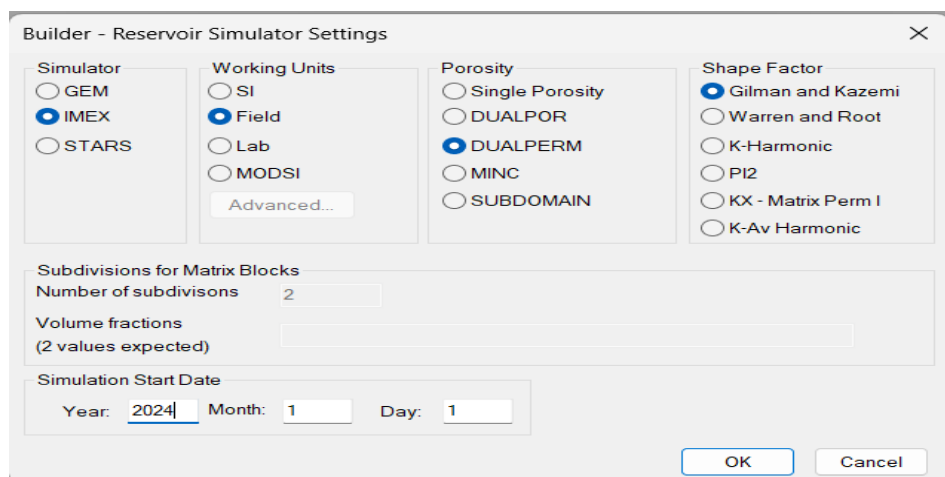 Builder - Reservoir Simulator Settings
Simulator
GEM
IMEX
STARS
Working Units
SI
Field
Lab
MODSI
Advanced...
Porosity
Single Porosity
DUALPOR
DUALPERM
MINC
SUBDOMAIN
Shape Factor
Gilman and Kazemi
Warren and Root
K-Harmonic
PI2
KX - Matrix Perm I
K-Av Harmonic
Subdivisions for Matrix Blocks
Number of subdivisons 2
Volume fractions
(2 values expected)
Simulation Start Date
Year: 2024 Month: 1 Day: 1
OK Cancel